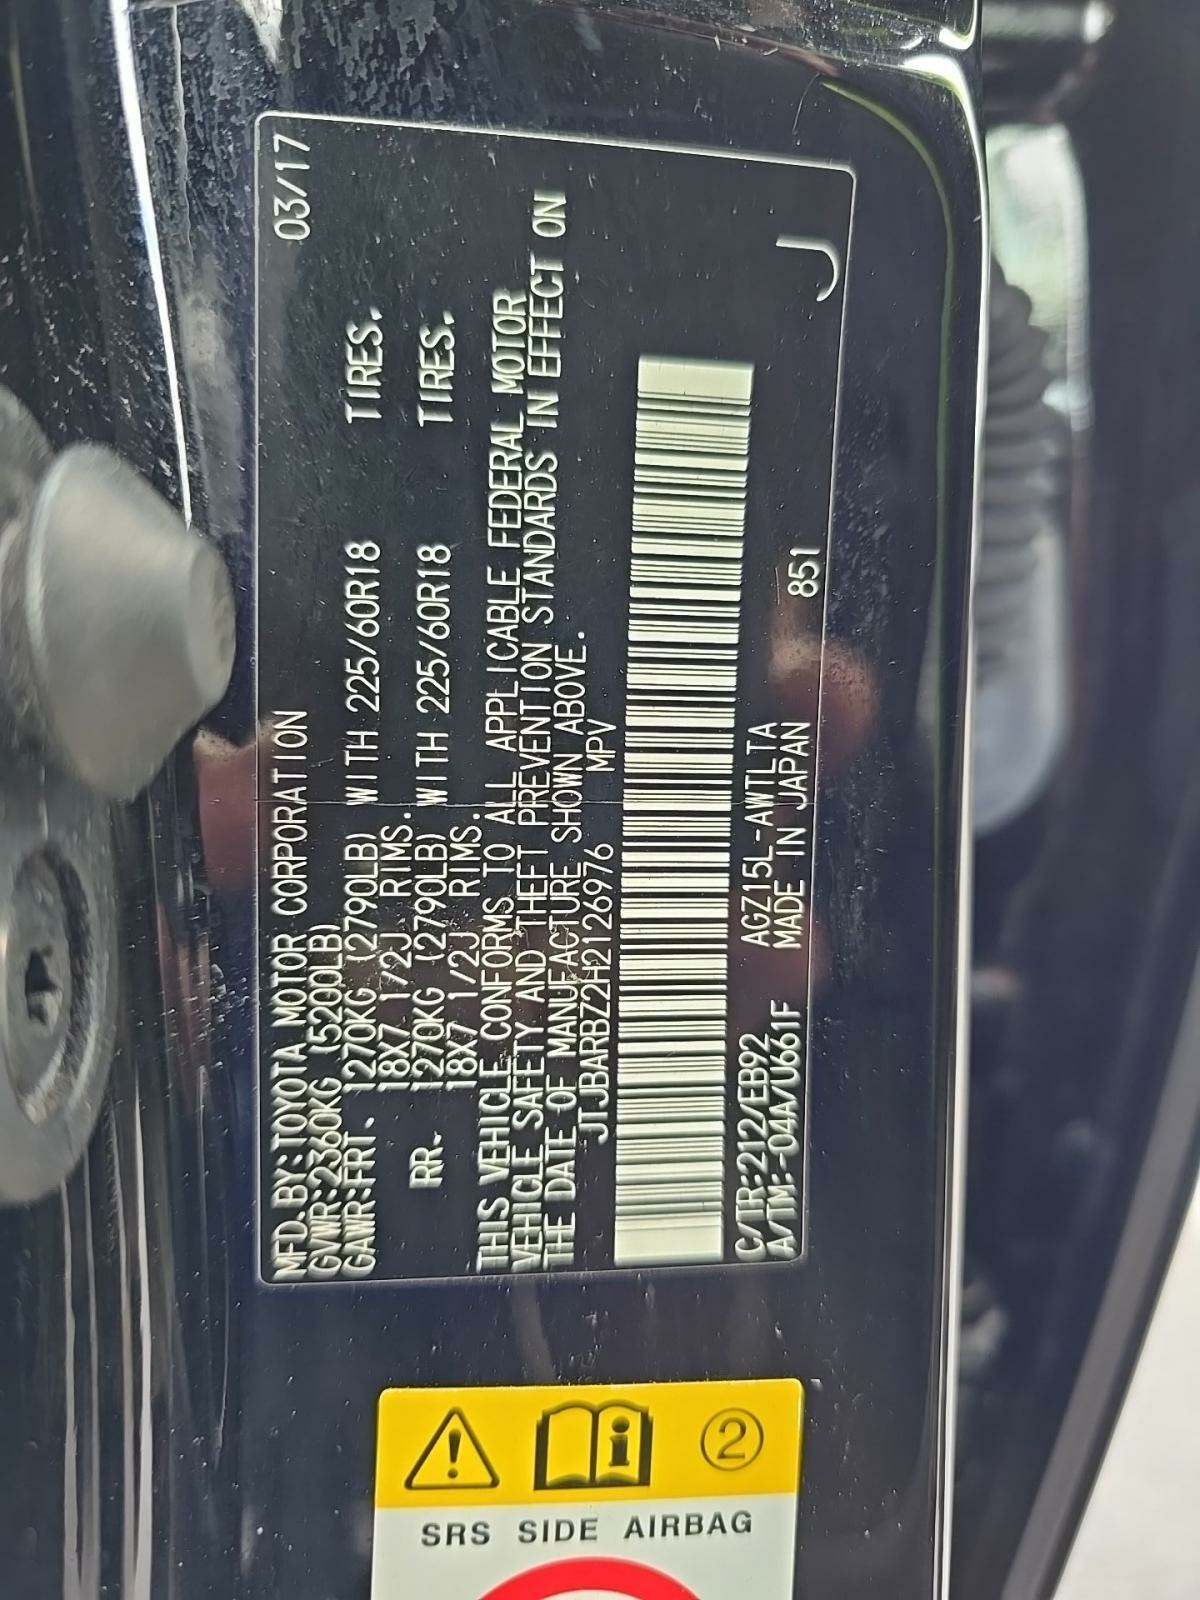 MFD.BY:TOYOTA MOTOR CORPORATION 03/17
GVWR:2360KG (5200LB)
GAWR:FRT. 1270KG (2790LB) WITH 225/60R18 TIRES.
18X7 1/2J RIMS.
RR. 1270KG (2790LB) WITH 225/60R18 TIRES.
18X7 1/2J RIMS.
THIS VEHICLE CONFORMS TO ALL APPLICABLE FEDERAL MOTOR
VEHICLE SAFETY AND THEFT PREVENTION STANDARDS IN EFFECT ON
THE DATE OF MANUFACTURE SHOWN ABOVE.
JTJBARBZ2H2126976 MPV
C/TR:212/EB92 AGZ15L-AWTLTA
A/TM:-04A/U661F MADE IN JAPAN 851 J
2
SRS SIDE AIRBAG